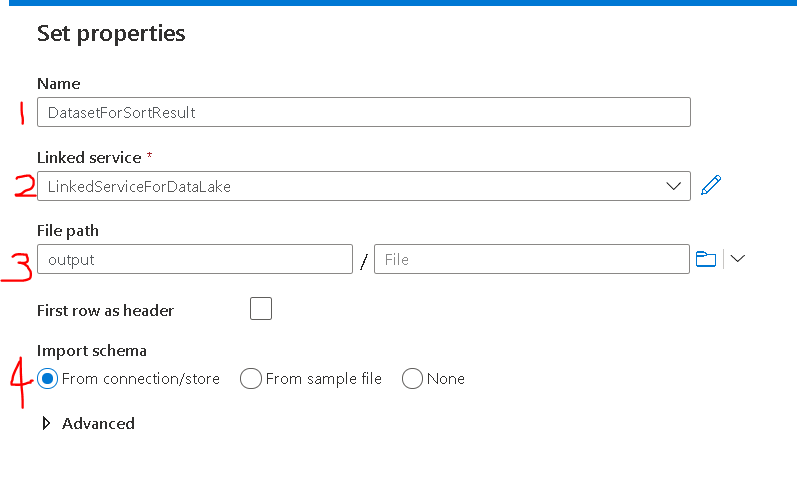 Set properties
Name
1 DatasetForSortResult
Linked service *
2 LinkedServiceForDataLake
File path
3 output / File
First row as header
Import schema
4 From connection/store From sample file None
Advanced